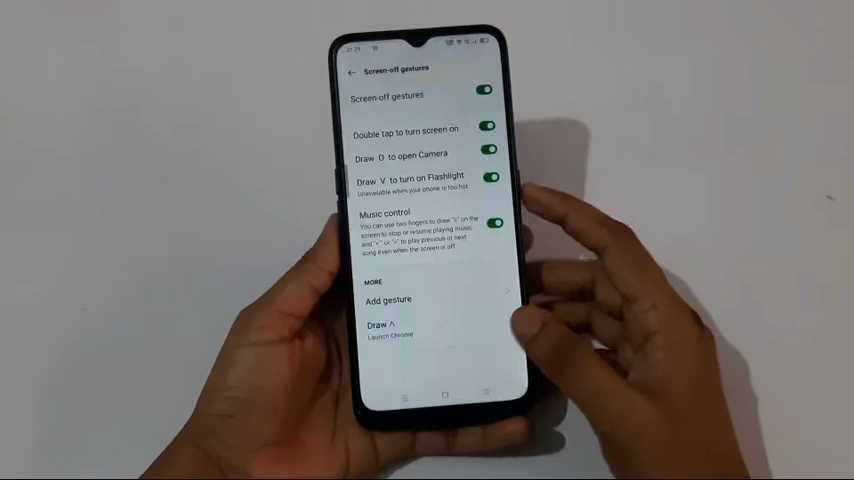 21:29
Screen-off gestures
Screen-off gestures
Double tap to turn screen on
Draw O to open Camera
Draw V to turn on Flashlight
Unavailable when your phone is too hot
Music control
You can use two fingers to draw "||" on the
screen to stop or resume playing music
and "<" or ">" to play previous or next
song even when the screen is off
MORE
Add gesture
Draw Λ
Launch Chrome